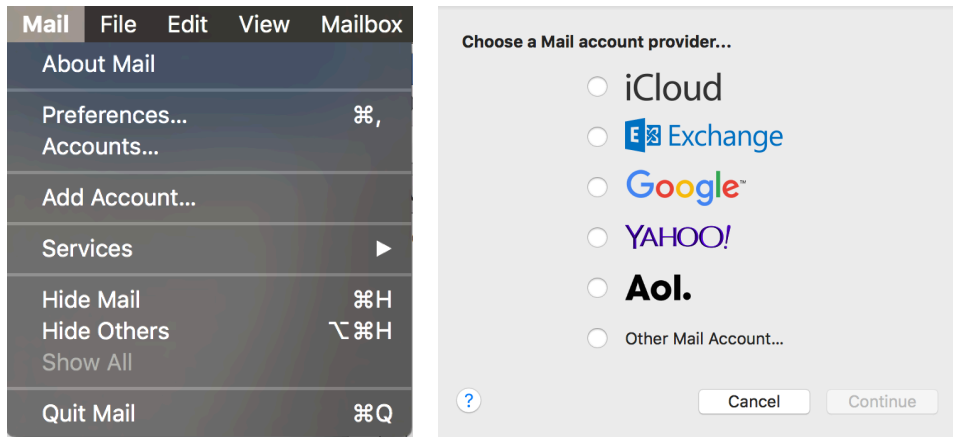 Mail File Edit View Mailbox
About Mail
Preferences... ⌘,
Accounts...
Add Account...
Services ▶
Hide Mail ⌘H
Hide Others ⌥⌘H
Show All
Quit Mail ⌘Q
Choose a Mail account provider...
iCloud
E Exchange
Google™
YAHOO!
Aol.
Other Mail Account...
? Cancel Continue